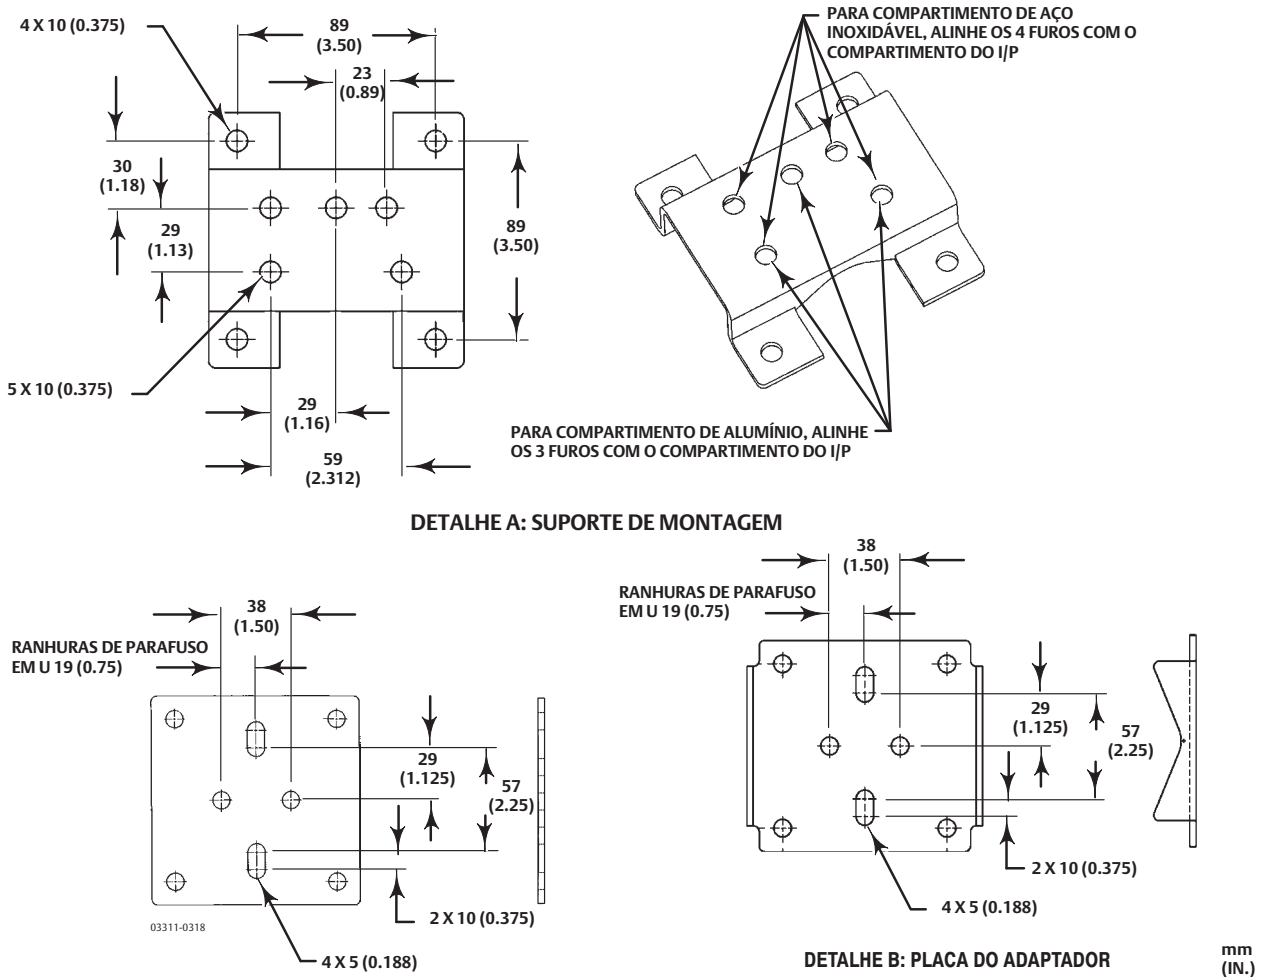 4 X 10 (0.375)
89
(3.50)
23
(0.89)
30
(1.18)
29
(1.13)
89
(3.50)
5 X 10 (0.375)
29
(1.16)
59
(2.312)
PARA COMPARTIMENTO DE AÇO
INOXIDÁVEL, ALINHE OS 4 FUROS COM O
COMPARTIMENTO DO I/P
PARA COMPARTIMENTO DE ALUMÍNIO, ALINHE
OS 3 FUROS COM O COMPARTIMENTO DO I/P
DETALHE A: SUPORTE DE MONTAGEM
38
(1.50)
RANHURAS DE PARAFUSO
EM U 19 (0.75)
29
(1.125)
57
(2.25)
2 X 10 (0.375)
4 X 5 (0.188)
03311-0318
38
(1.50)
RANHURAS DE PARAFUSO
EM U 19 (0.75)
29
(1.125)
57
(2.25)
2 X 10 (0.375)
4 X 5 (0.188)
DETALHE B: PLACA DO ADAPTADOR
mm
(IN.)